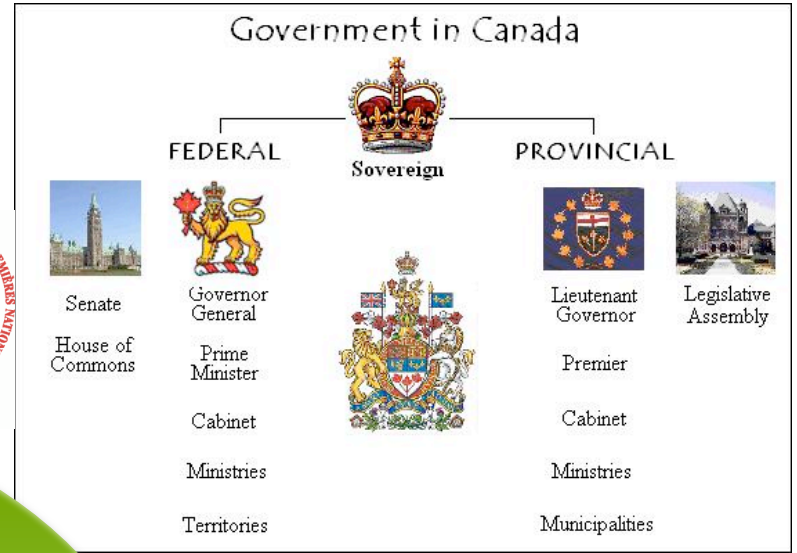 Government in Canada
Sovereign
FEDERAL
PROVINCIAL
Senate
House of
Commons
Governor
General
Prime
Minister
Cabinet
Ministries
Territories
Lieutenant
Governor
Premier
Cabinet
Ministries
Municipalities
Legislative
Assembly